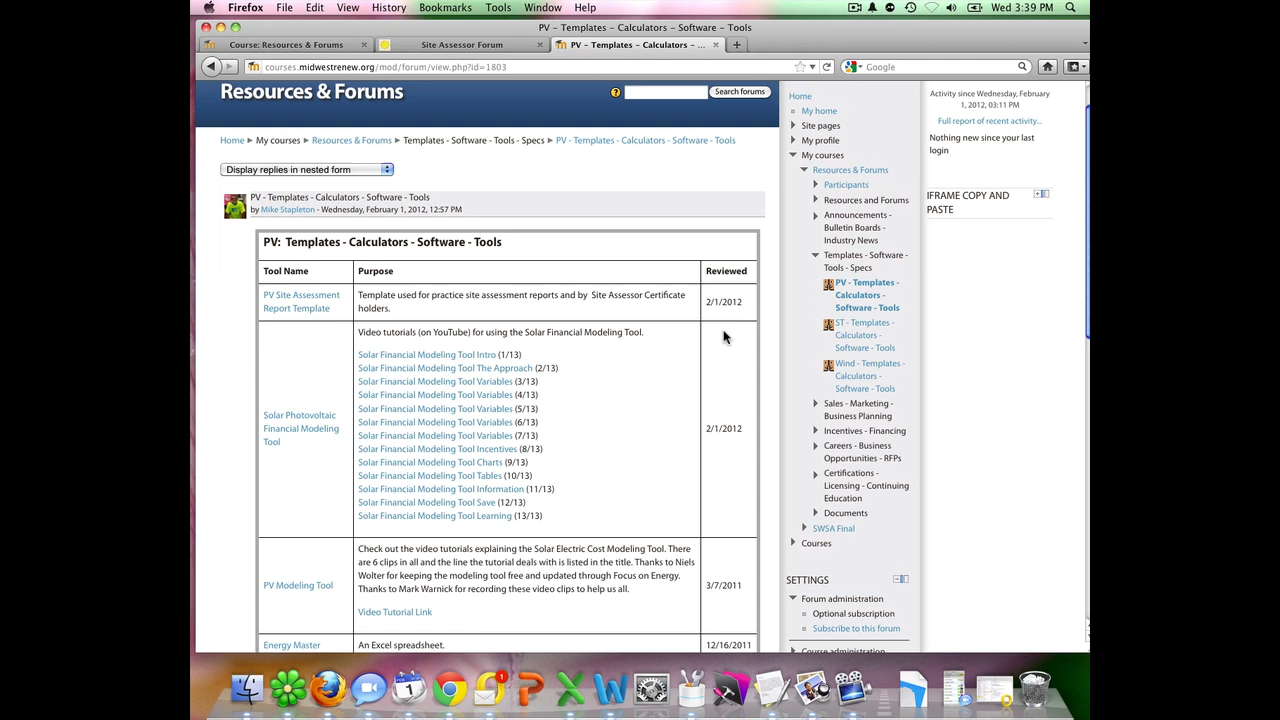 Firefox File Edit View History Bookmarks Tools Window Help Wed 3:39 PM
PV - Templates - Calculators - Software - Tools
Course: Resources & Forums
Site Assessor Forum
PV - Templates - Calculators - ...
courses.midwestrenew.org/mod/forum/view.php?id=1803
Google
Resources & Forums
Search forums
Home ► My courses ► Resources & Forums ► Templates - Software - Tools - Specs ► PV - Templates - Calculators - Software - Tools
Display replies in nested form
PV - Templates - Calculators - Software - Tools
by Mike Stapleton - Wednesday, February 1, 2012, 12:57 PM
PV: Templates - Calculators - Software - Tools
Tool Name Purpose Reviewed
PV Site Assessment
Report Template
Template used for practice site assessment reports and by Site Assessor Certificate
holders.
2/1/2012
Solar Photovoltaic
Financial Modeling
Tool
Video tutorials (on YouTube) for using the Solar Financial Modeling Tool.
Solar Financial Modeling Tool Intro (1/13)
Solar Financial Modeling Tool The Approach (2/13)
Solar Financial Modeling Tool Variables (3/13)
Solar Financial Modeling Tool Variables (4/13)
Solar Financial Modeling Tool Variables (5/13)
Solar Financial Modeling Tool Variables (6/13)
Solar Financial Modeling Tool Variables (7/13)
Solar Financial Modeling Tool Incentives (8/13)
Solar Financial Modeling Tool Charts (9/13)
Solar Financial Modeling Tool Tables (10/13)
Solar Financial Modeling Tool Information (11/13)
Solar Financial Modeling Tool Save (12/13)
Solar Financial Modeling Tool Learning (13/13)
2/1/2012
PV Modeling Tool
Check out the video tutorials explaining the Solar Electric Cost Modeling Tool. There
are 6 clips in all and the line the tutorial deals with is listed in the title. Thanks to Niels
Wolter for keeping the modeling tool free and updated through Focus on Energy.
Thanks to Mark Warnick for recording these video clips to help us all.
Video Tutorial Link
3/7/2011
Energy Master
An Excel spreadsheet.
12/16/2011
Home
My home
Site pages
My profile
My courses
Resources & Forums
Participants
Resources and Forums
Announcements -
Bulletin Boards -
Industry News
Templates - Software -
Tools - Specs
PV - Templates -
Calculators -
Software - Tools
ST - Templates -
Calculators -
Software - Tools
Wind - Templates -
Calculators -
Software - Tools
Sales - Marketing -
Business Planning
Incentives - Financing
Careers - Business
Opportunities - RFPs
Certifications -
Licensing - Continuing
Education
Documents
SWSA Final
Courses
SETTINGS
Forum administration
Optional subscription
Subscribe to this forum
Activity since Wednesday, February
1, 2012, 03:11 PM
Full report of recent activity...
Nothing new since your last
login
IFRAME COPY AND
PASTE
FEB
1
1